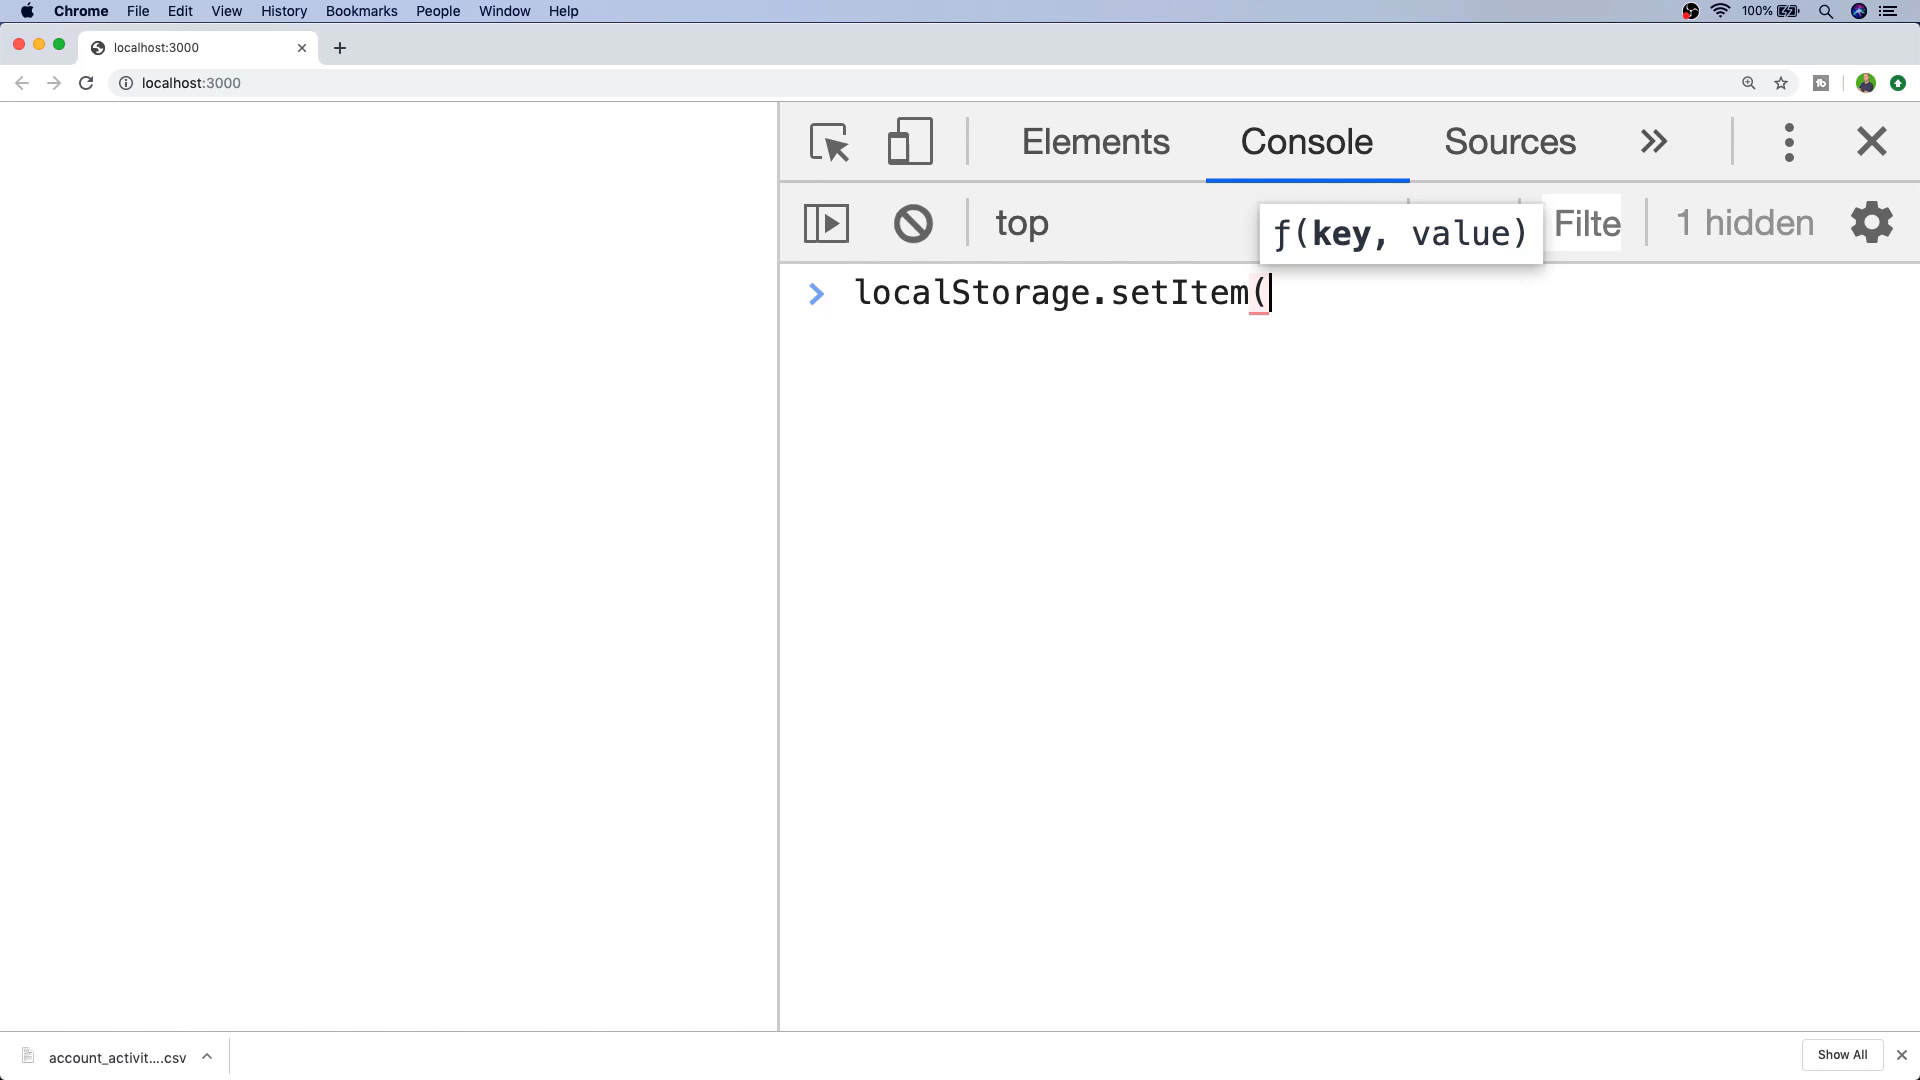 Chrome File Edit View History Bookmarks People Window Help 100%
localhost:3000
localhost:3000
Elements Console Sources
top Filte 1 hidden
ƒ(key, value)
localStorage.setItem(
account_activit....csv Show All